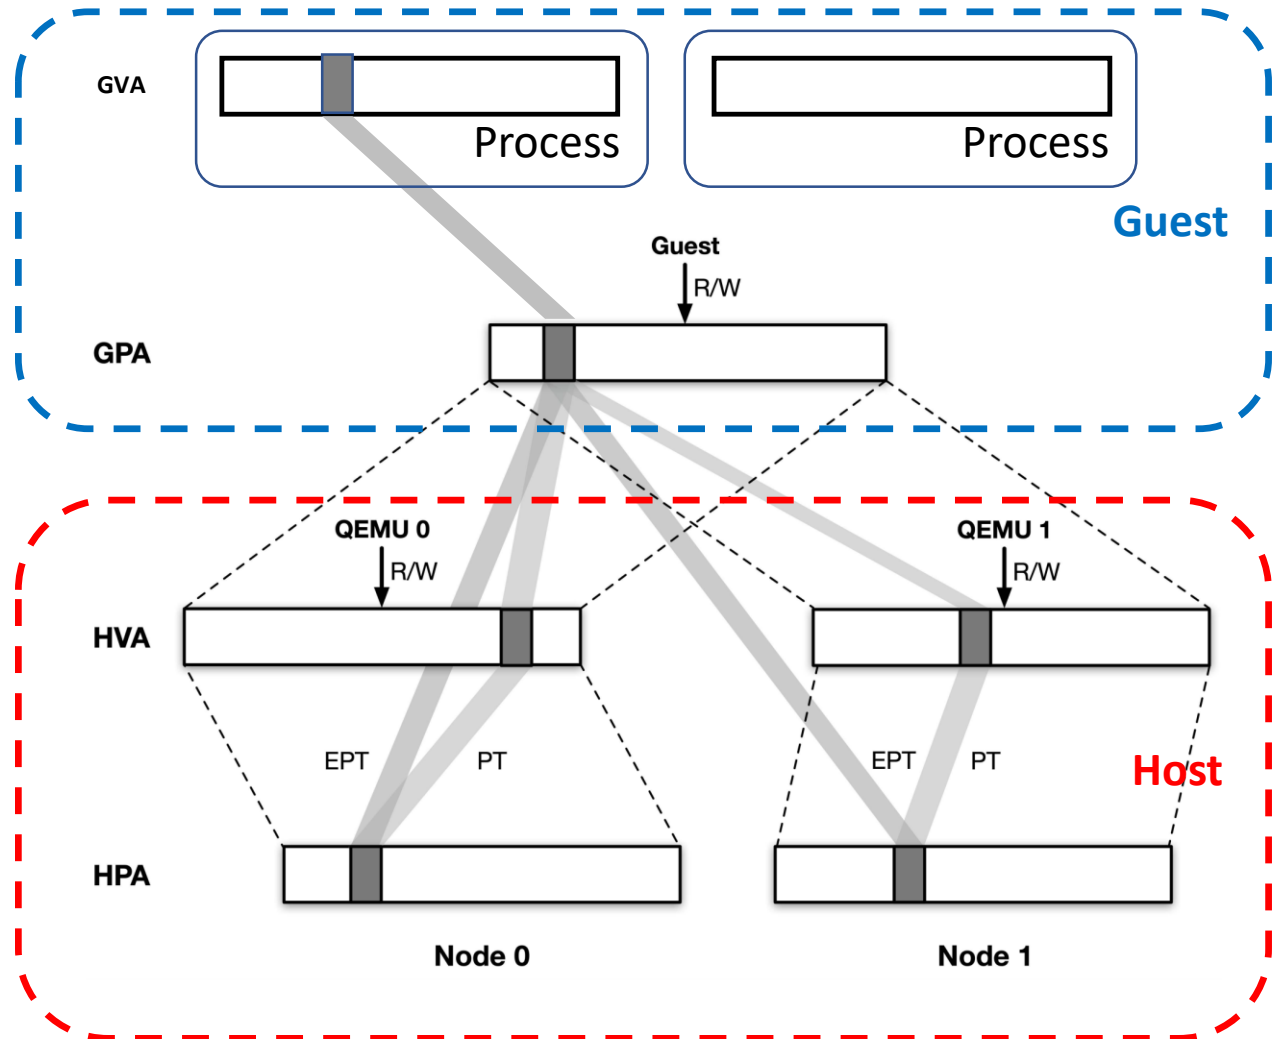 GVA
Process
Process
Guest
Guest
R/W
GPA
QEMU 0
QEMU 1
R/W
R/W
HVA
EPT
PT
EPT
PT
Host
HPA
Node 0
Node 1